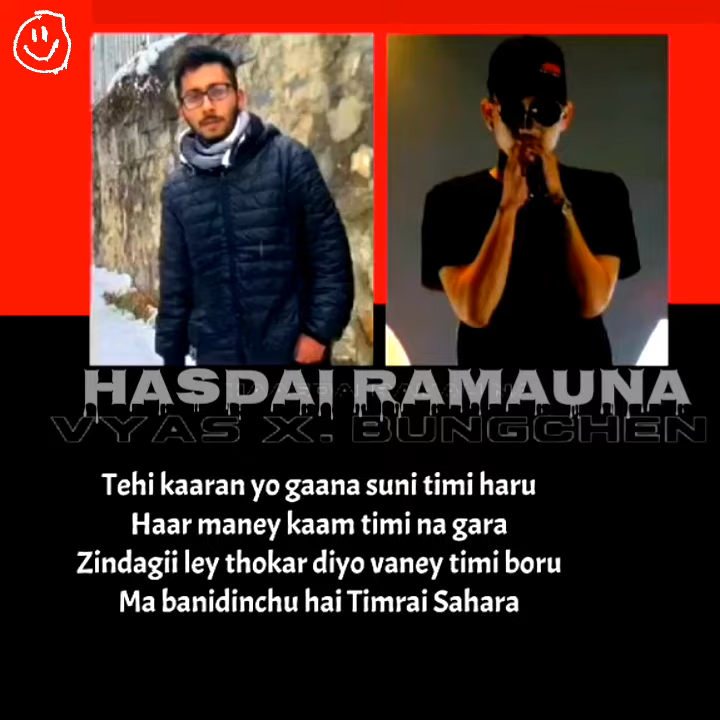 HASDAI RAMAUNA
VYAS X. BUNGCHEN
Tehi kaaran yo gaana suni timi haru
Haar maney kaam timi na gara
Zindagii ley thokar diyo vaney timi boru
Ma banidinchu hai Timrai Sahara